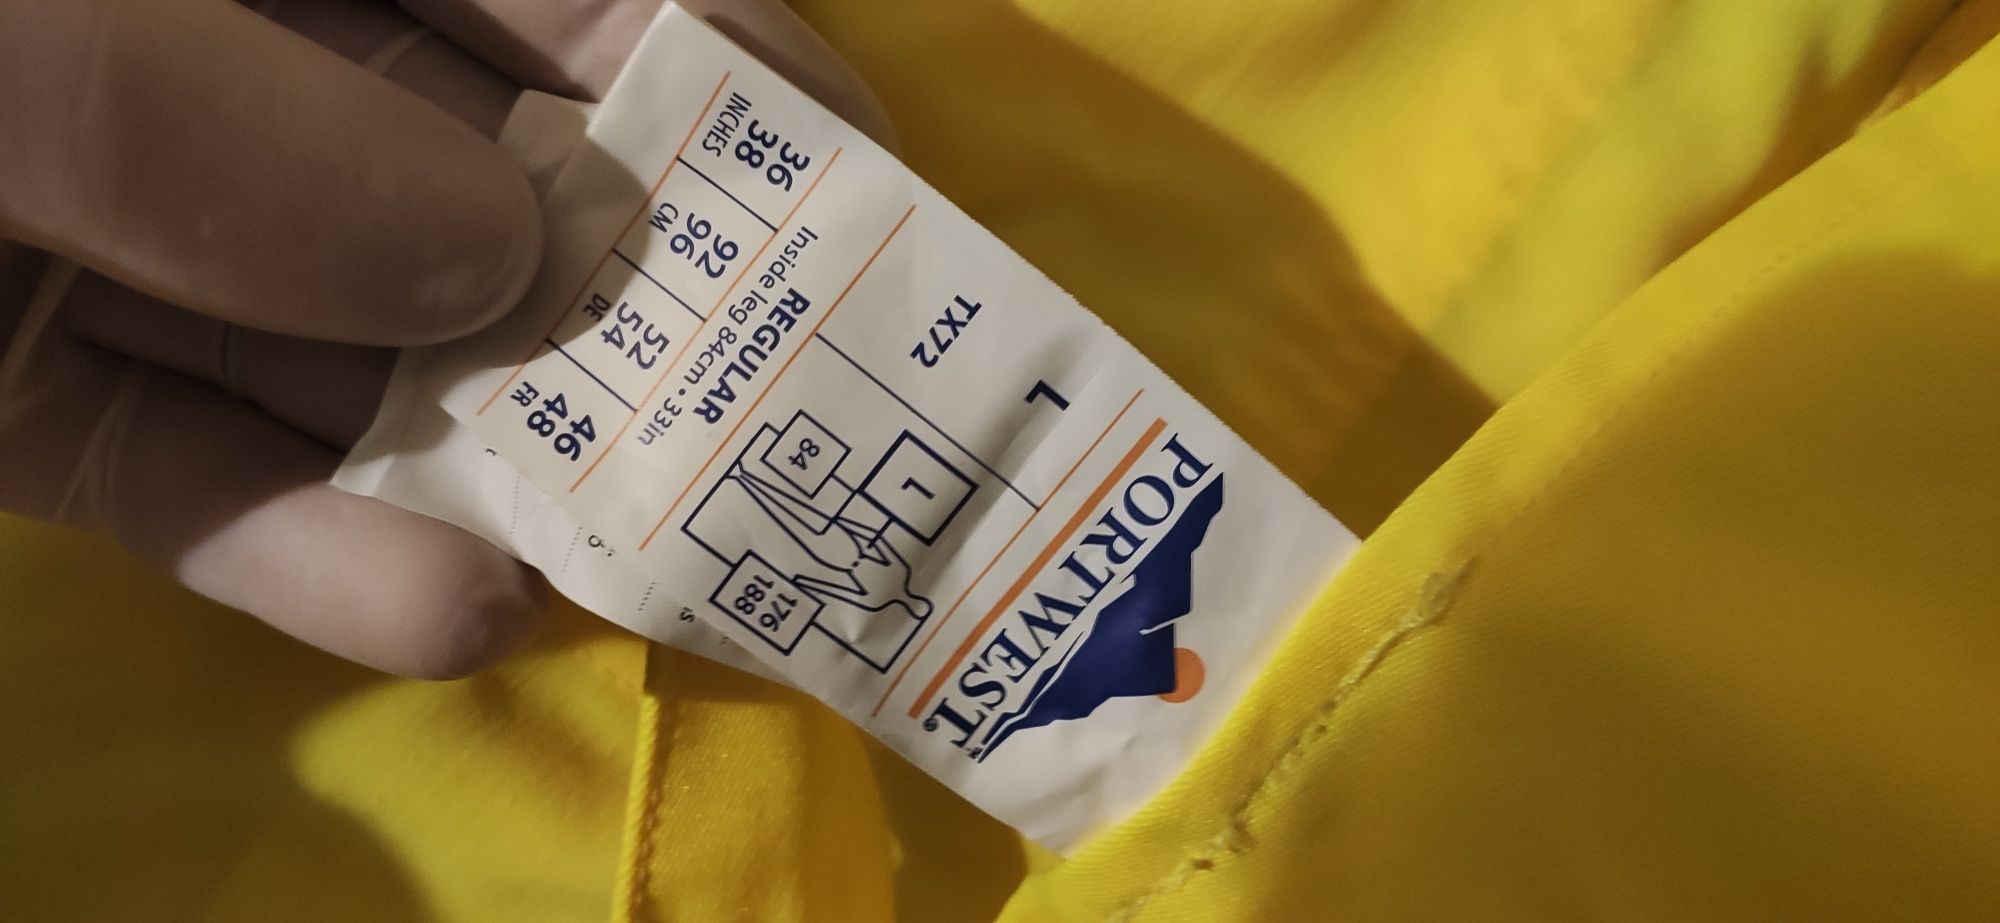 PORTWEST™
®
L
TX72
L
84
176
188
REGULAR
Inside leg 84cm • 33in
36 92 52 46
38 96 54 48
INCHES CM DE FR